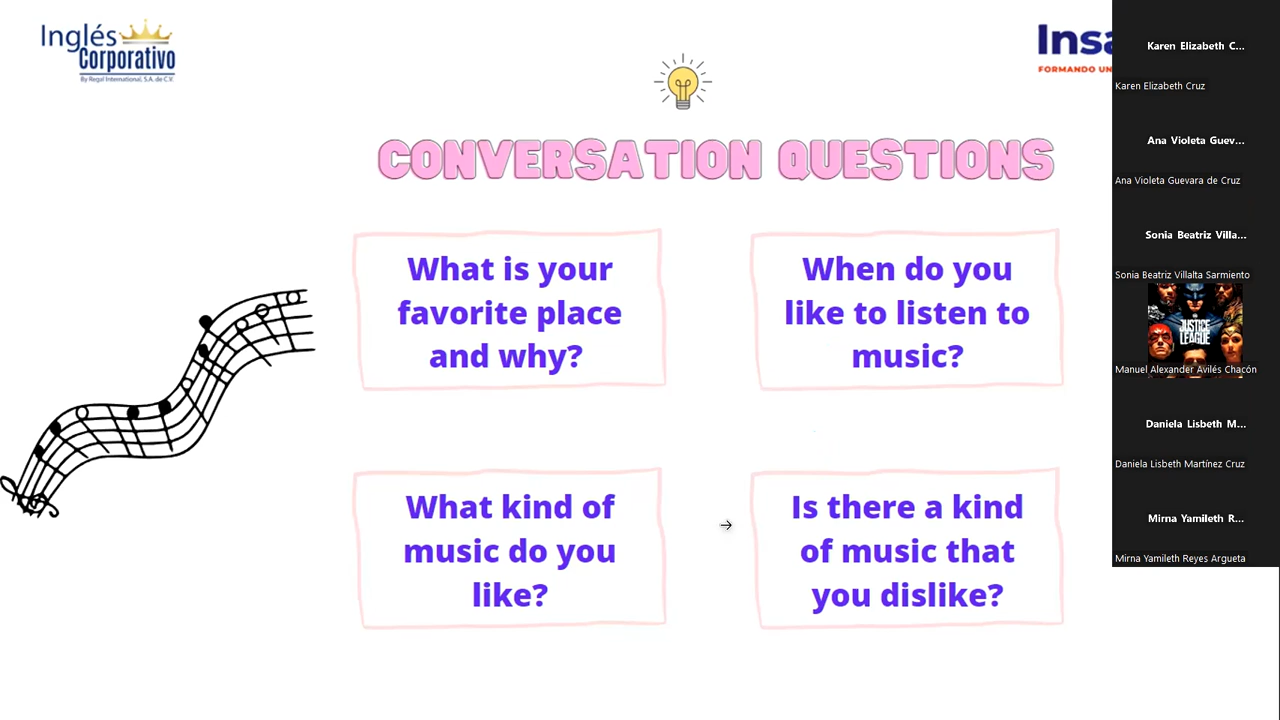 Inglés
Corporativo
By Regal International, S.A. de C.V.
Insa
FORMANDO UN
CONVERSATION QUESTIONS
What is your
favorite place
and why?
When do you
like to listen to
music?
What kind of
music do you
like?
Is there a kind
of music that
you dislike?
Karen Elizabeth C...
Karen Elizabeth Cruz
Ana Violeta Guev...
Ana Violeta Guevara de Cruz
Sonia Beatriz Villa...
Sonia Beatriz Villalta Sarmiento
JUSTICE
LEAGUE
Manuel Alexander Avilés Chacón
Daniela Lisbeth M...
Daniela Lisbeth Martínez Cruz
Mirna Yamileth R...
Mirna Yamileth Reyes Argueta